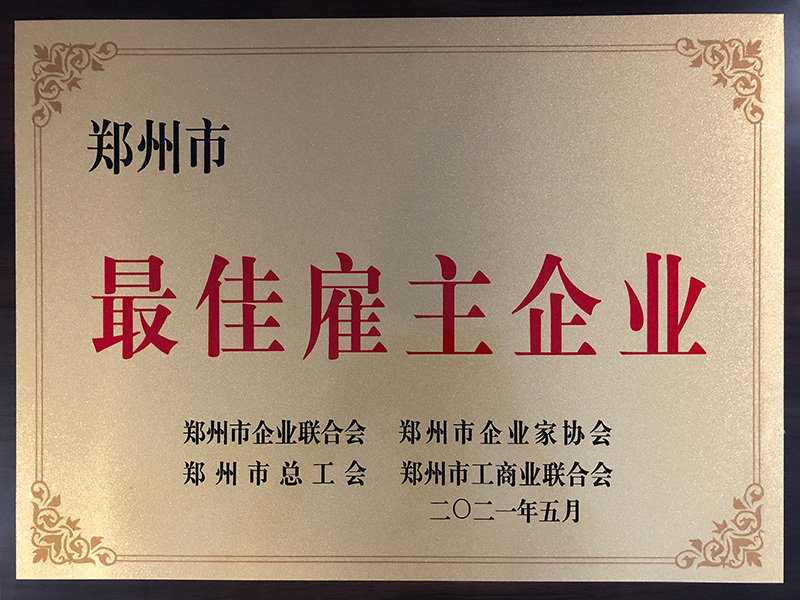 郑州市
最佳雇主企业
郑州市企业联合会 郑州市企业家协会
郑州市总工会 郑州市工商业联合会
二〇二一年五月